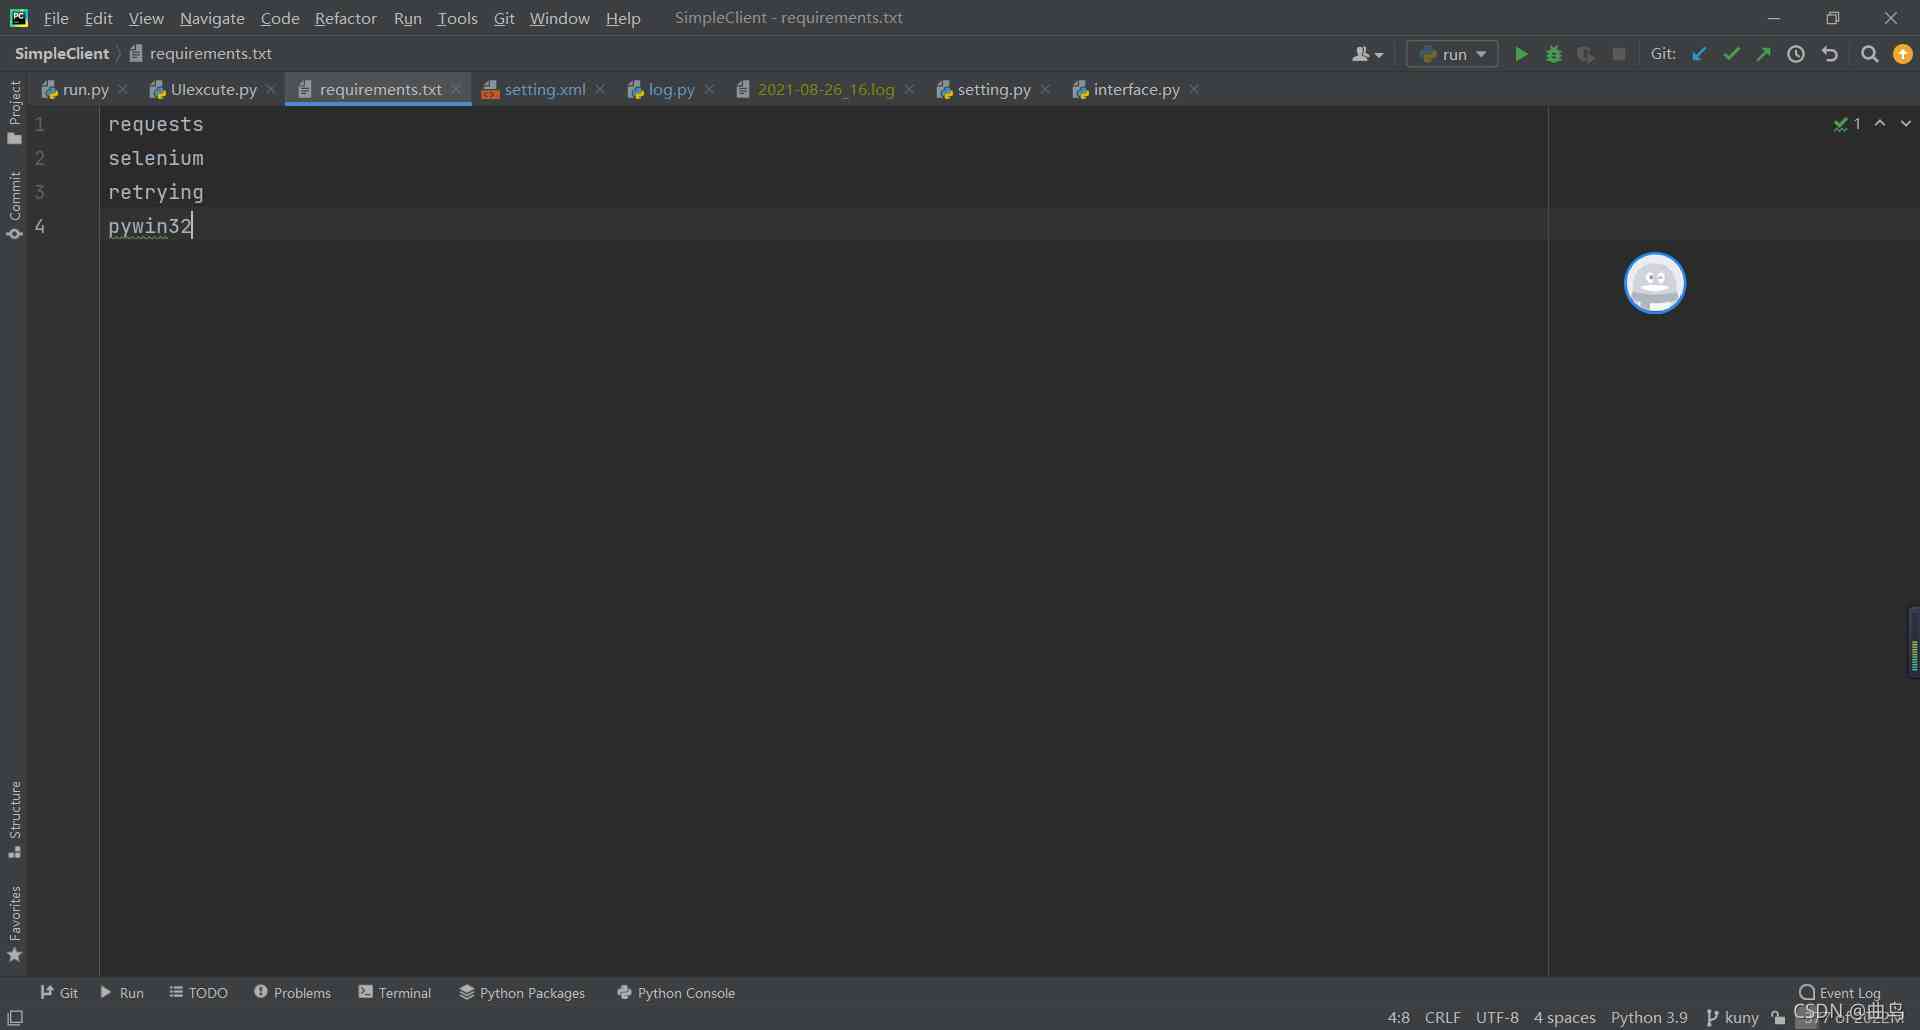 PC File Edit View Navigate Code Refactor Run Tools Git Window Help SimpleClient - requirements.txt
SimpleClient requirements.txt run Git:
run.py UIexcute.py requirements.txt setting.xml log.py 2021-08-26_16.log setting.py interface.py
Project
Commit
1 requests
2 selenium
3 retrying
4 pywin32
1
Structure
Favorites
Git Run TODO Problems Terminal Python Packages Python Console Event Log
4:8 CRLF UTF-8 4 spaces Python 3.9 kuny
CSDN @曲鸟